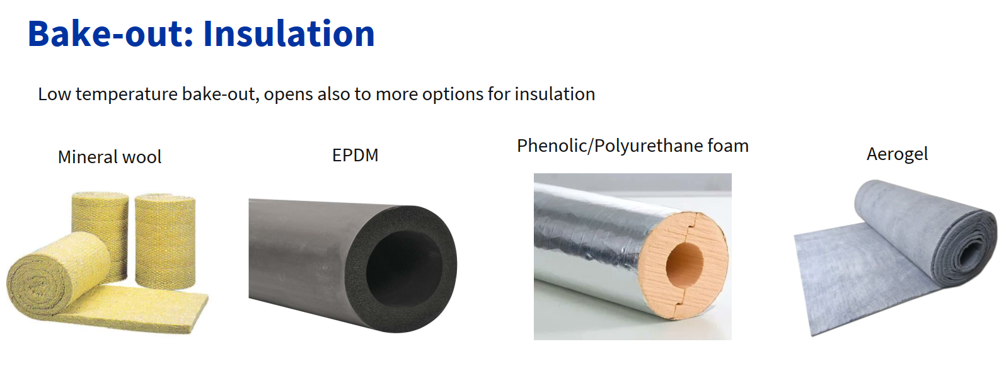 Bake-out: Insulation
Low temperature bake-out, opens also to more options for insulation
Mineral wool
EPDM
Phenolic/Polyurethane foam
Aerogel